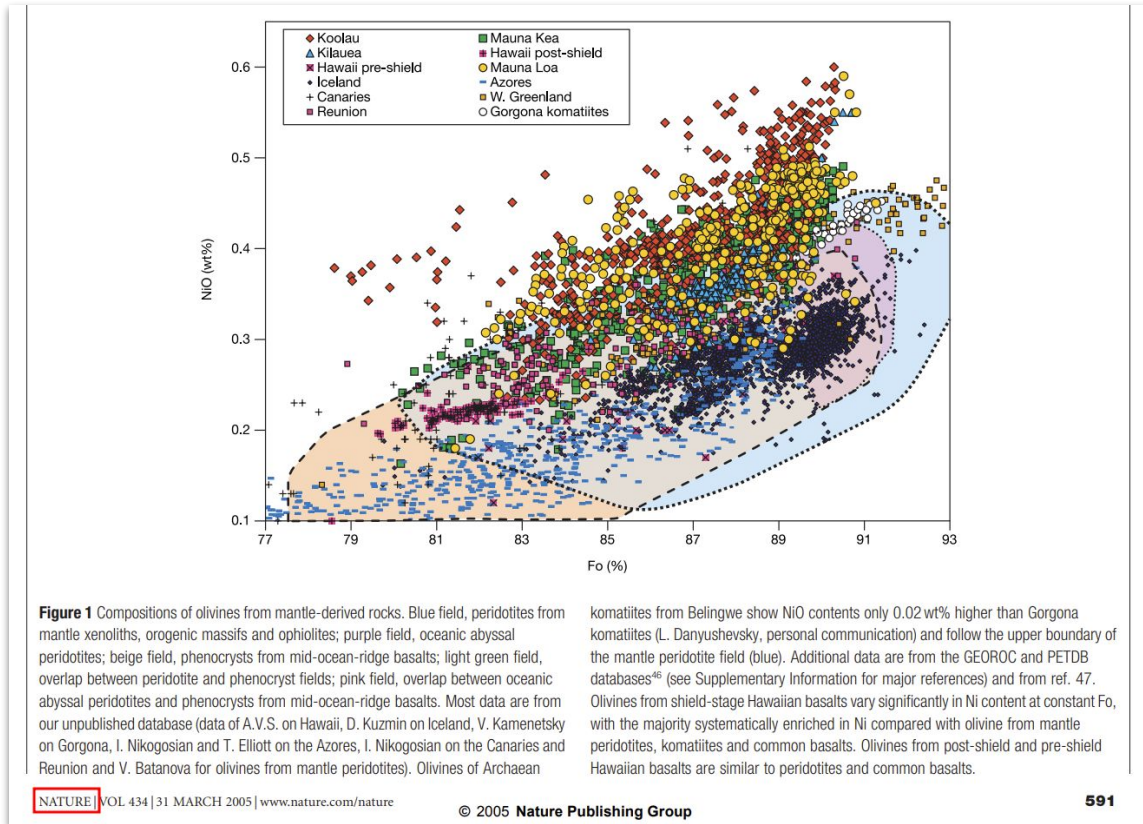 Koolau
Kilauea
Hawaii pre-shield
Iceland
Canaries
Reunion
Mauna Kea
Hawaii post-shield
Mauna Loa
Azores
W. Greenland
Gorgona komatiites
NiO (wt%)
0.6
0.5
0.4
0.3
0.2
0.1
77
79
81
83
85
87
89
91
93
Fo (%)
Figure 1 Compositions of olivines from mantle-derived rocks. Blue field, peridotites from
mantle xenoliths, orogenic massifs and ophiolites; purple field, oceanic abyssal
peridotites; beige field, phenocrysts from mid-ocean-ridge basalts; light green field,
overlap between peridotite and phenocryst fields; pink field, overlap between oceanic
abyssal peridotites and phenocrysts from mid-ocean-ridge basalts. Most data are from
our unpublished database (data of A.V.S. on Hawaii, D. Kuzmin on Iceland, V. Kamenetsky
on Gorgona, I. Nikogosian and T. Elliott on the Azores, I. Nikogosian on the Canaries and
Reunion and V. Batanova for olivines from mantle peridotites). Olivines of Archaean
komatiites from Belingwe show NiO contents only 0.02 wt% higher than Gorgona
komatiites (L. Danyushevsky, personal communication) and follow the upper boundary of
the mantle peridotite field (blue). Additional data are from the GEOROC and PETDB
databases46 (see Supplementary Information for major references) and from ref. 47.
Olivines from shield-stage Hawaiian basalts vary significantly in Ni content at constant Fo,
with the majority systematically enriched in Ni compared with olivine from mantle
peridotites, komatiites and common basalts. Olivines from post-shield and pre-shield
Hawaiian basalts are similar to peridotites and common basalts.
NATURE | VOL 434 | 31 MARCH 2005 | www.nature.com/nature
© 2005 Nature Publishing Group
591